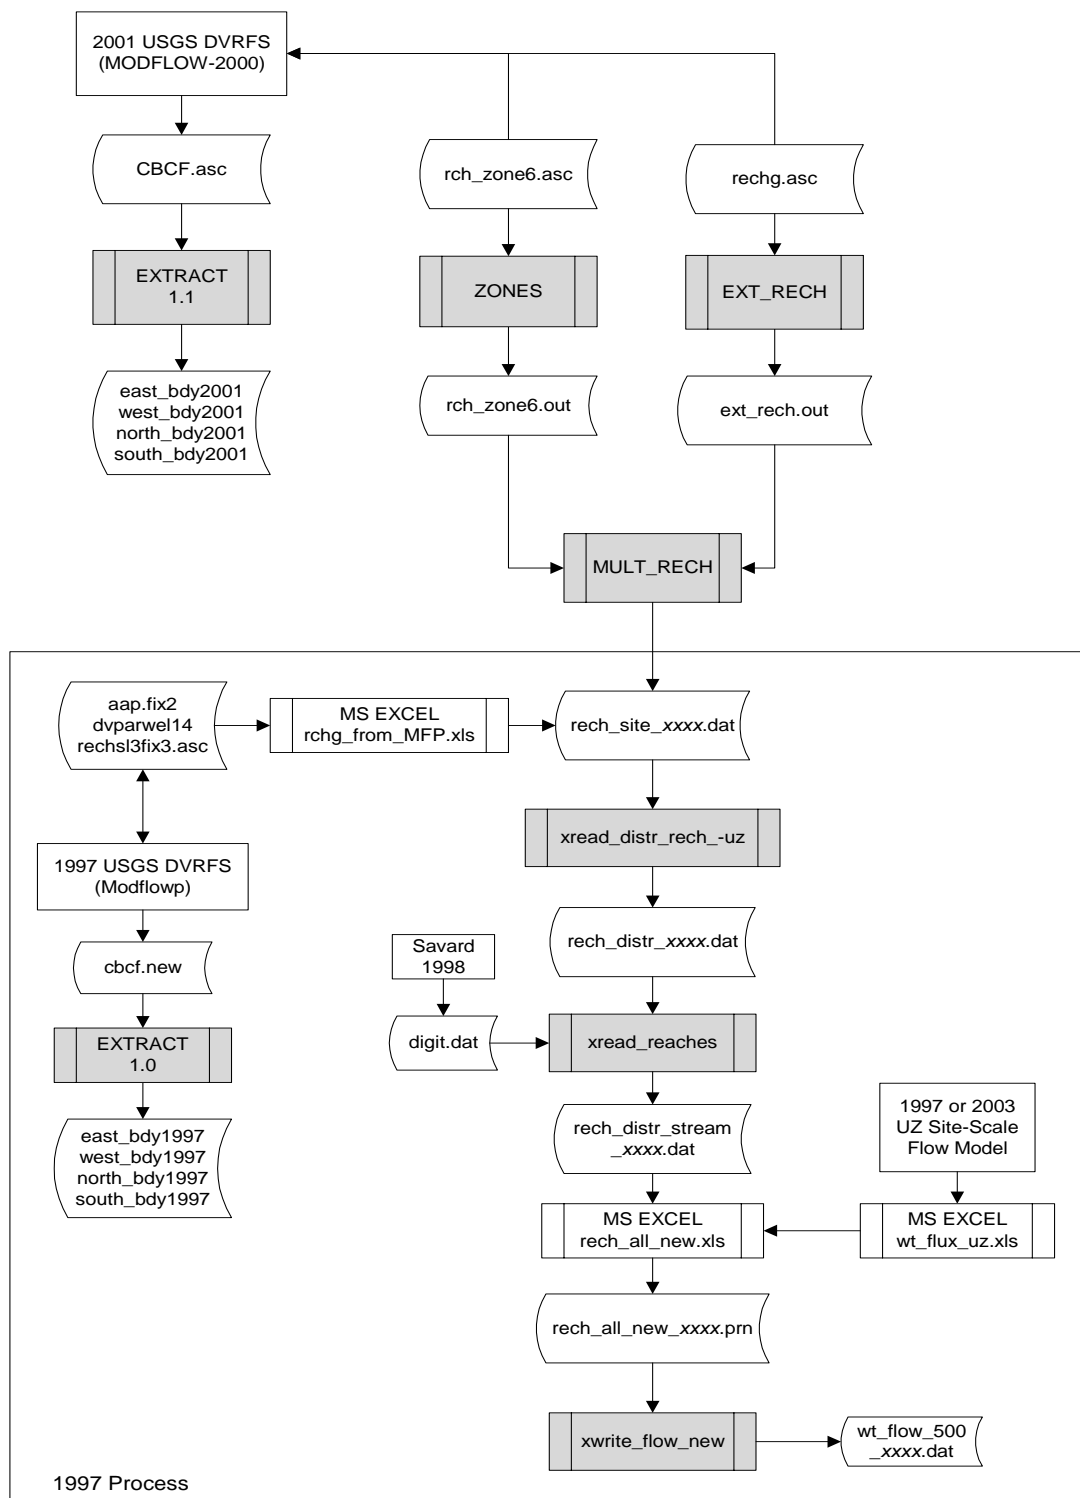 2001 USGS DVRFS
(MODFLOW-2000)
CBCF.asc
rch_zone6.asc
rechg.asc
EXTRACT
1.1
ZONES
EXT_RECH
east_bdy2001
west_bdy2001
north_bdy2001
south_bdy2001
rch_zone6.out
ext_rech.out
MULT_RECH
aap.fix2
dvparwel14
rechsl3fix3.asc
MS EXCEL
rchg_from_MFP.xls
rech_site_xxxx.dat
xread_distr_rech_-uz
1997 USGS DVRFS
(Modflowp)
rech_distr_xxxx.dat
cbcf.new
Savard
1998
EXTRACT
1.0
digit.dat
xread_reaches
east_bdy1997
west_bdy1997
north_bdy1997
south_bdy1997
rech_distr_stream
_xxxx.dat
1997 or 2003
UZ Site-Scale
Flow Model
MS EXCEL
rech_all_new.xls
MS EXCEL
wt_flux_uz.xls
rech_all_new_xxxx.prn
xwrite_flow_new
wt_flow_500
_xxxx.dat
1997 Process